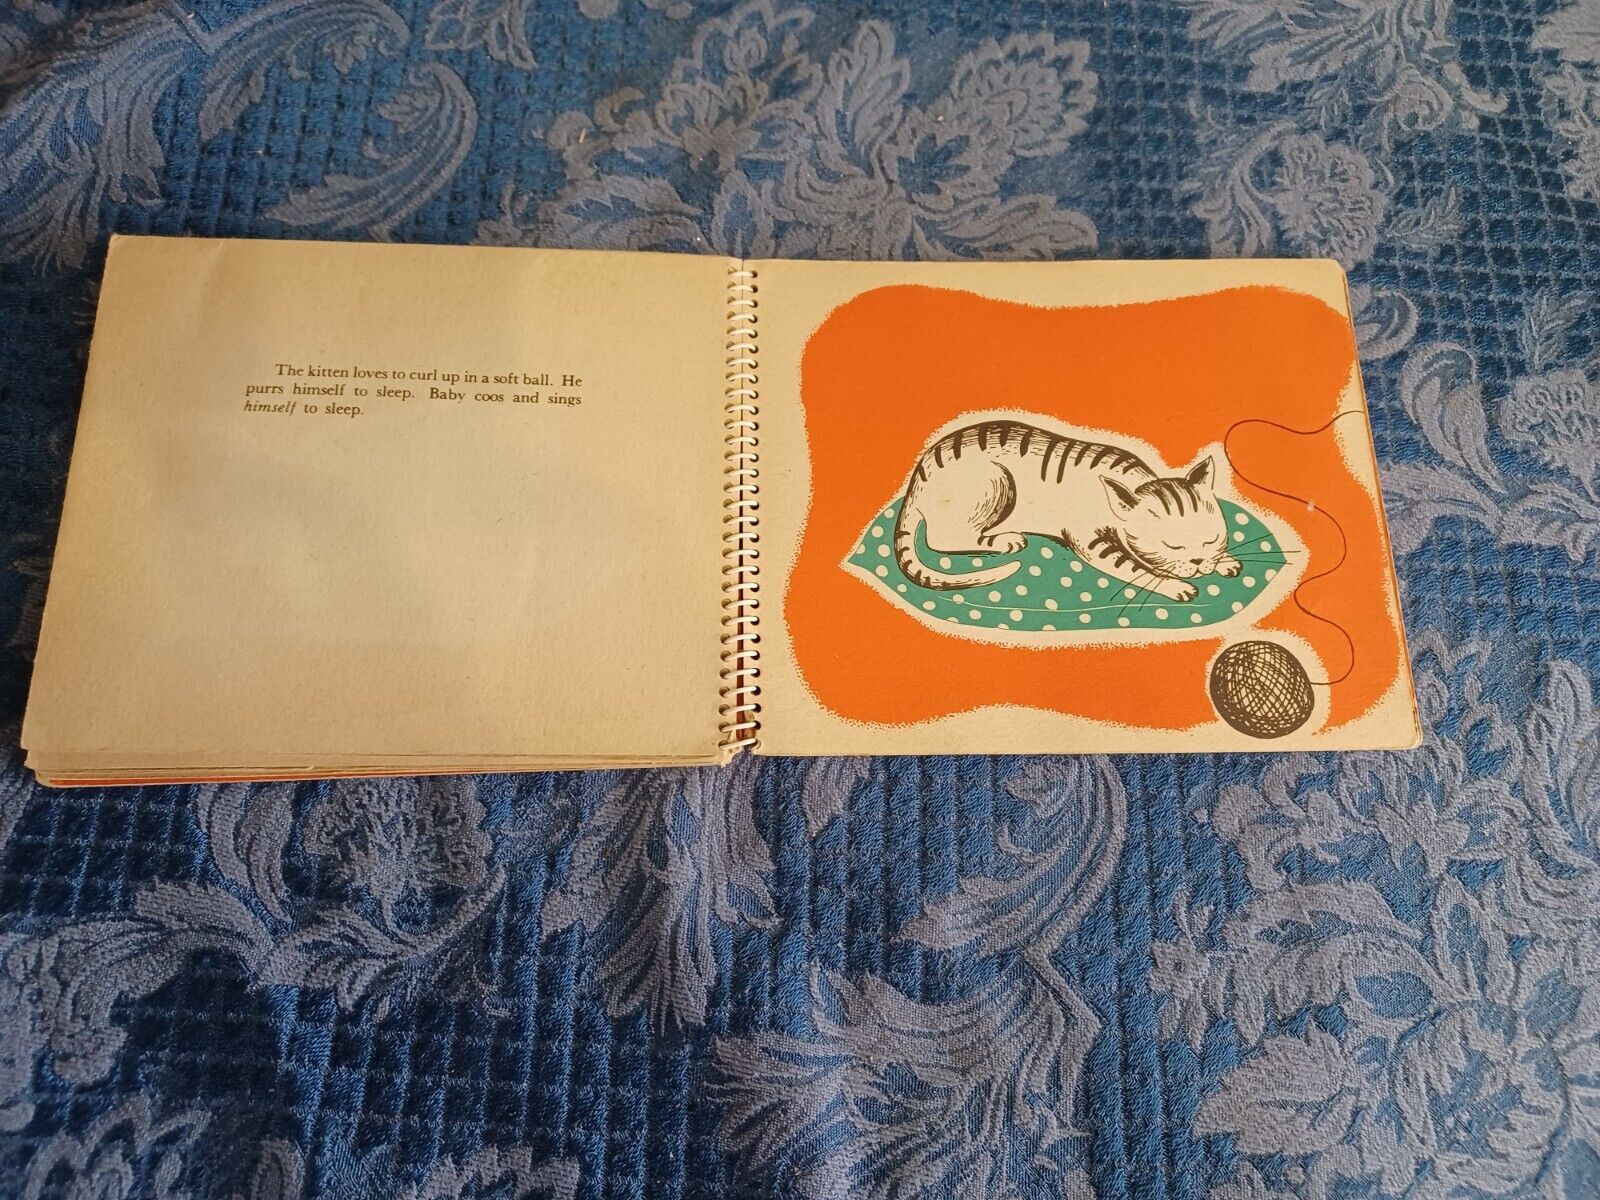 The kitten loves to curl up in a soft ball. He
purrs himself to sleep. Baby coos and sings
himself to sleep.